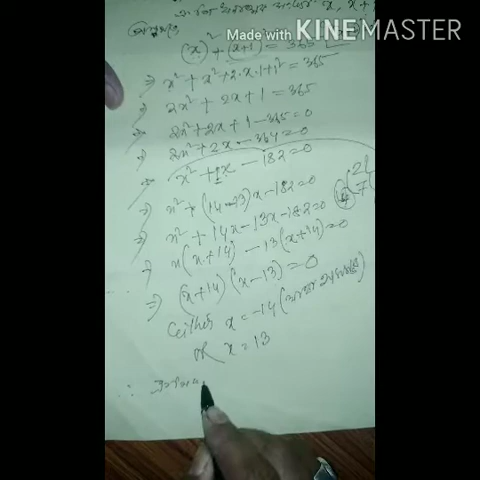 Made with KINEMASTER
(x)² + (x+1)² = 365
⇒ x² + x² + 2·x·1 + 1² = 365
⇒ 2x² + 2x + 1 = 365
⇒ 2x² + 2x + 1 - 365 = 0
⇒ 2x² + 2x - 364 = 0
⇒ x² + 1x - 182 = 0
⇒ x² + (14-13)x - 182 = 0
⇒ x² + 14x - 13x - 182 = 0
⇒ x(x+14) - 13(x+14) = 0
⇒ (x+14) (x-13) = 0
Either x = -14
or x = 13
∴